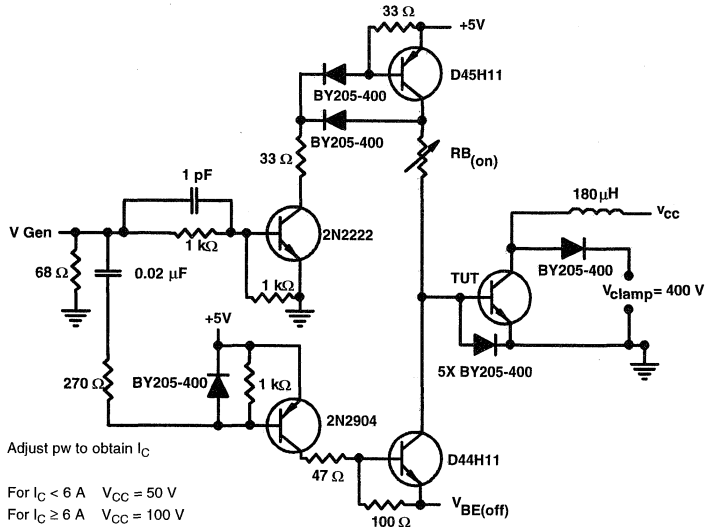 33 Ω
+5V
D45H11
BY205-400
BY205-400
33 Ω
RB(on)
1 pF
180μH
vcc
V Gen
1 kΩ
2N2222
BY205-400
68 Ω
0.02 μF
TUT
1 kΩ
Vclamp= 400 V
+5V
5X BY205-400
270 Ω
BY205-400
1 kΩ
2N2904
Adjust pw to obtain IC
D44H11
47 Ω
For IC < 6 A VCC = 50 V
VBE(off)
For IC ≥ 6 A VCC = 100 V
100 Ω